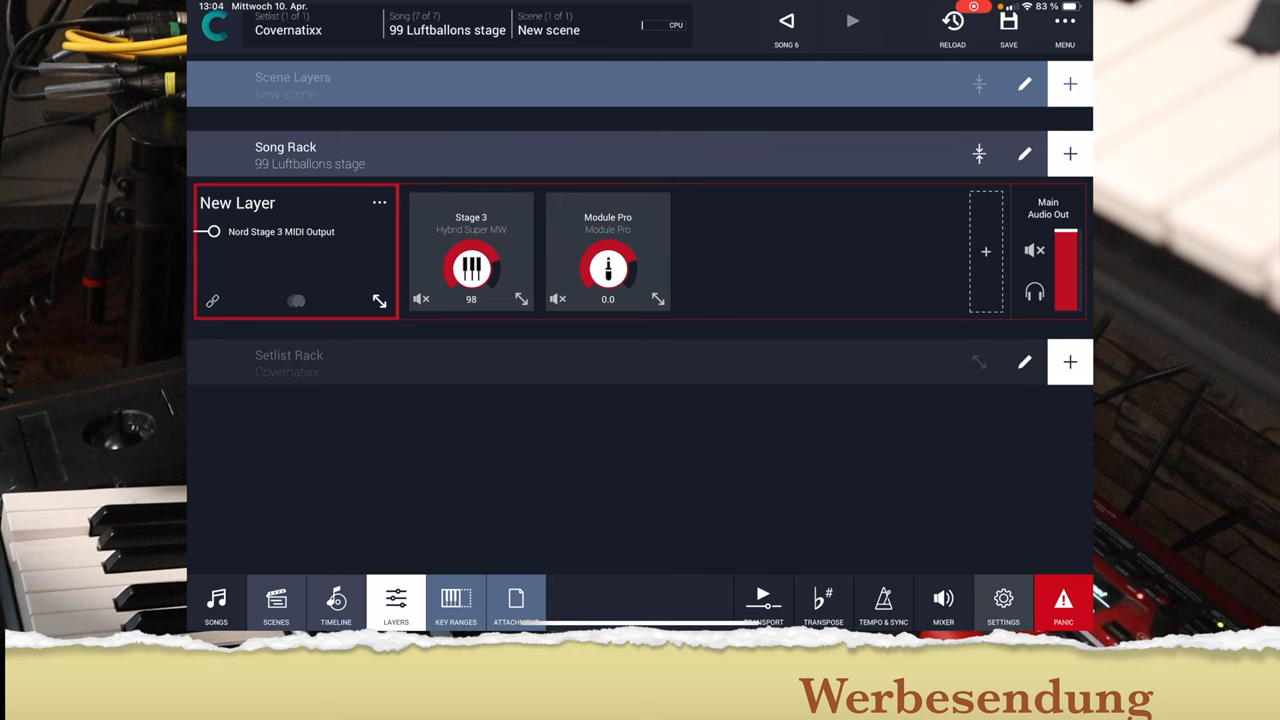 13:04 Mittwoch 10. Apr.
83 %
Setlist (1 of 1)
Covernatixx
Song (7 of 7)
99 Luftballons stage
Scene (1 of 1)
New scene
CPU
SONG 6
RELOAD
SAVE
MENU
Scene Layers
New scene
Song Rack
99 Luftballons stage
New Layer
Nord Stage 3 MIDI Output
Stage 3
Hybrid Super MW
98
Module Pro
Module Pro
0.0
Main
Audio Out
Setlist Rack
Covernatixx
SONGS
SCENES
TIMELINE
LAYERS
KEY RANGES
TRANSPOSE
TEMPO & SYNC
MIXER
SETTINGS
PANIC
Werbesendung